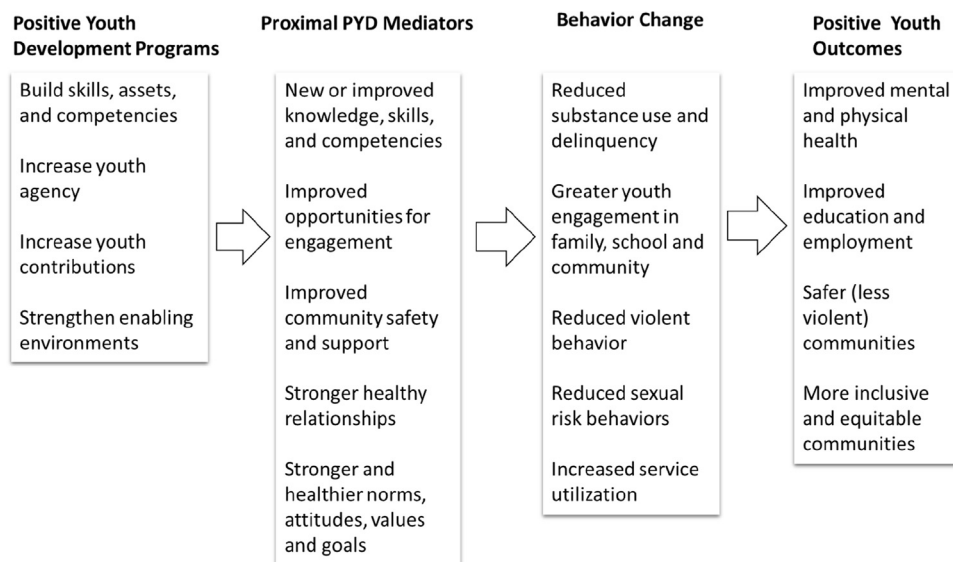 Positive Youth
Development Programs
Build skills, assets,
and competencies
Increase youth
agency
Increase youth
contributions
Strengthen enabling
environments
Proximal PYD Mediators
New or improved
knowledge, skills,
and competencies
Improved
opportunities for
engagement
Improved
community safety
and support
Stronger healthy
relationships
Stronger and
healthier norms,
attitudes, values
and goals
Behavior Change
Reduced
substance use and
delinquency
Greater youth
engagement in
family, school and
community
Reduced violent
behavior
Reduced sexual
risk behaviors
Increased service
utilization
Positive Youth
Outcomes
Improved mental
and physical
health
Improved
education and
employment
Safer (less
violent)
communities
More inclusive
and equitable
communities